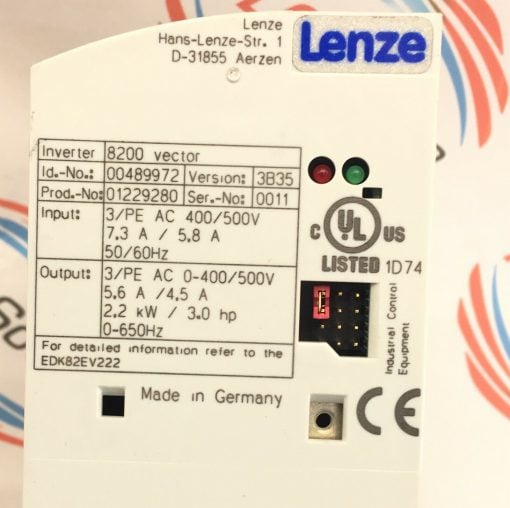 Lenze
Hans-Lenze-Str. 1
D-31855 Aerzen
Lenze
Inverter 8200 vector
Id.-No: 00489972 Version: 3B35
Prod.-No: 01229280 Ser.-No: 0011
Input: 3/PE AC 400/500V
7.3 A / 5.8 A
50/60Hz
Output: 3/PE AC 0-400/500V
5.6 A /4.5 A
2.2 kW / 3.0 hp
0-650Hz
For detailed information refer to the
EDK82EV222
Made in Germany
C UL US
LISTED 1D74
Industrial Control
Equipment
CE